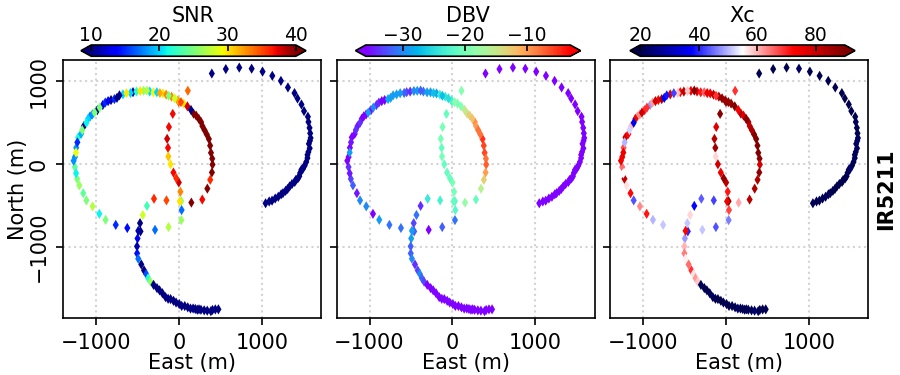 SNR DBV Xc
10 20 30 40 −30 −20 −10 20 40 60 80
1000
0
−1000
North (m)
IR5211
−1000 0 1000 −1000 0 1000 −1000 0 1000
East (m) East (m) East (m)